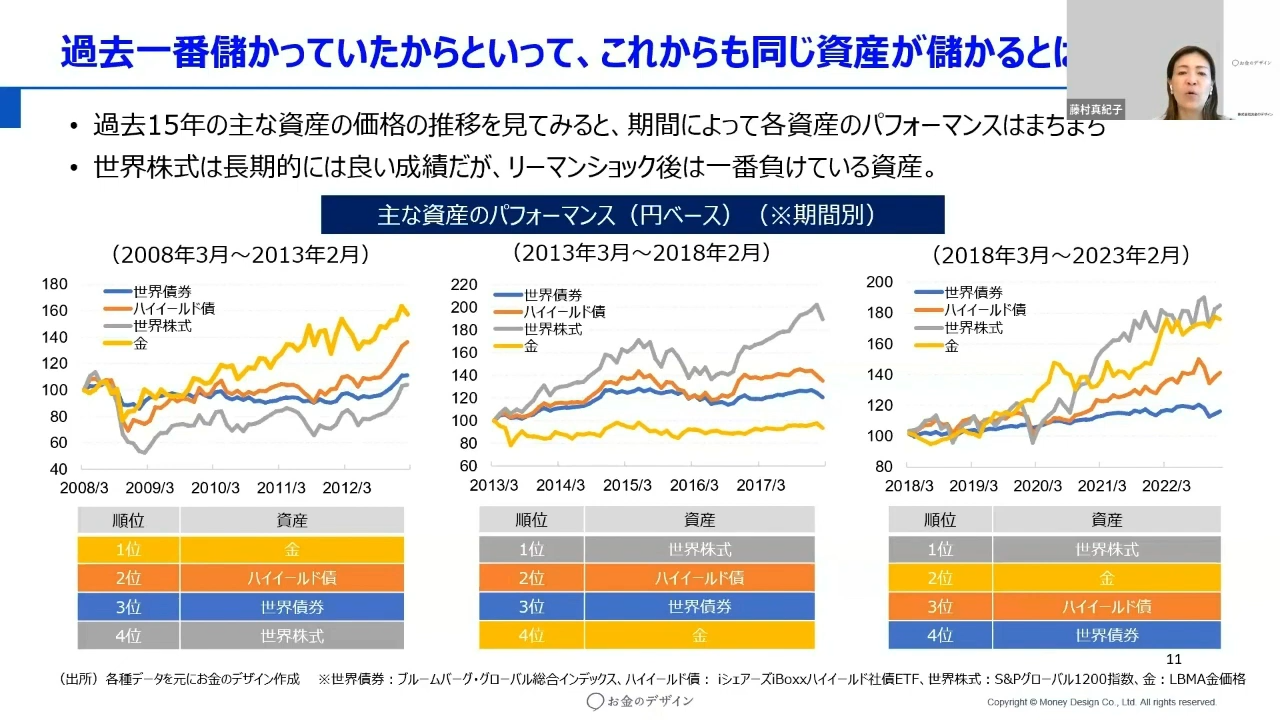 過去一番儲かっていたからといって、これからも同じ資産が儲かるとは
お金のデザイン
藤村真紀子
• 過去15年の主な資産の価格の推移を見てみると、期間によって各資産のパフォーマンスはまちまち
• 世界株式は長期的には良い成績だが、リーマンショック後は一番負けている資産。
主な資産のパフォーマンス（円ベース）（※期間別）
（2008年3月～2013年2月）
180
160
140
120
100
80
60
40
世界債券
ハイイールド債
世界株式
金
2008/3 2009/3 2010/3 2011/3 2012/3
順位 資産
1位 金
2位 ハイイールド債
3位 世界債券
4位 世界株式
（2013年3月～2018年2月）
220
200
180
160
140
120
100
80
60
世界債券
ハイイールド債
世界株式
金
2013/3 2014/3 2015/3 2016/3 2017/3
順位 資産
1位 世界株式
2位 ハイイールド債
3位 世界債券
4位 金
（2018年3月～2023年2月）
200
180
160
140
120
100
80
世界債券
ハイイールド債
世界株式
金
2018/3 2019/3 2020/3 2021/3 2022/3
順位 資産
1位 世界株式
2位 金
3位 ハイイールド債
4位 世界債券
11
（出所）各種データを元にお金のデザイン作成 ※世界債券：ブルームバーグ・グローバル総合インデックス、ハイイールド債： iシェアーズiBoxxハイイールド社債ETF、世界株式：S&Pグローバル1200指数、金：LBMA金価格
お金のデザイン
Copyright © Money Design Co., Ltd. All rights reserved.